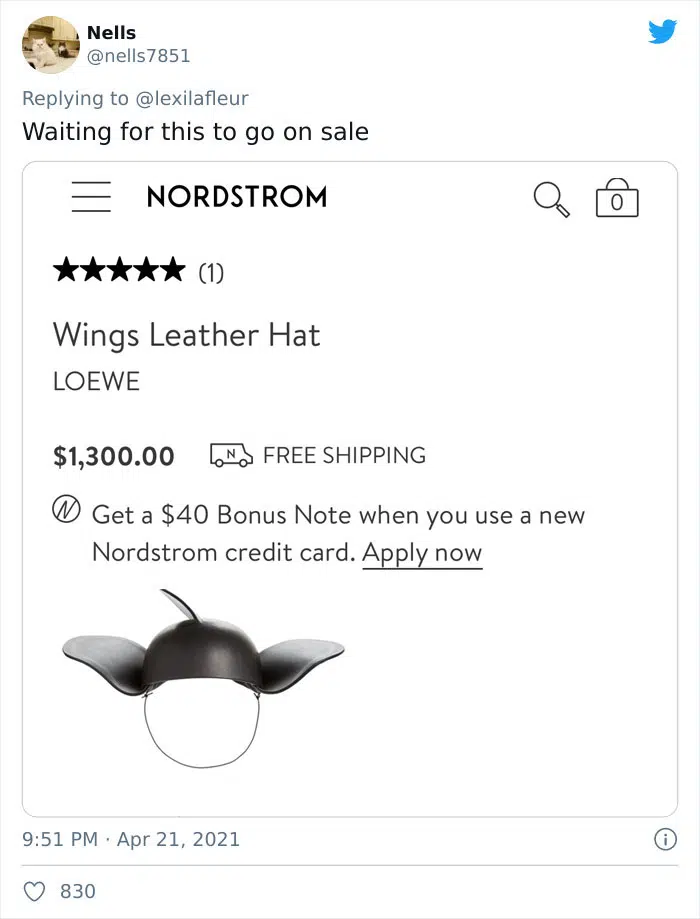 Nells
@nells7851
Replying to @lexilafleur
Waiting for this to go on sale
NORDSTROM
0
★★★★★ (1)
Wings Leather Hat
LOEWE
$1,300.00 N FREE SHIPPING
N Get a $40 Bonus Note when you use a new
Nordstrom credit card. Apply now
9:51 PM · Apr 21, 2021
830